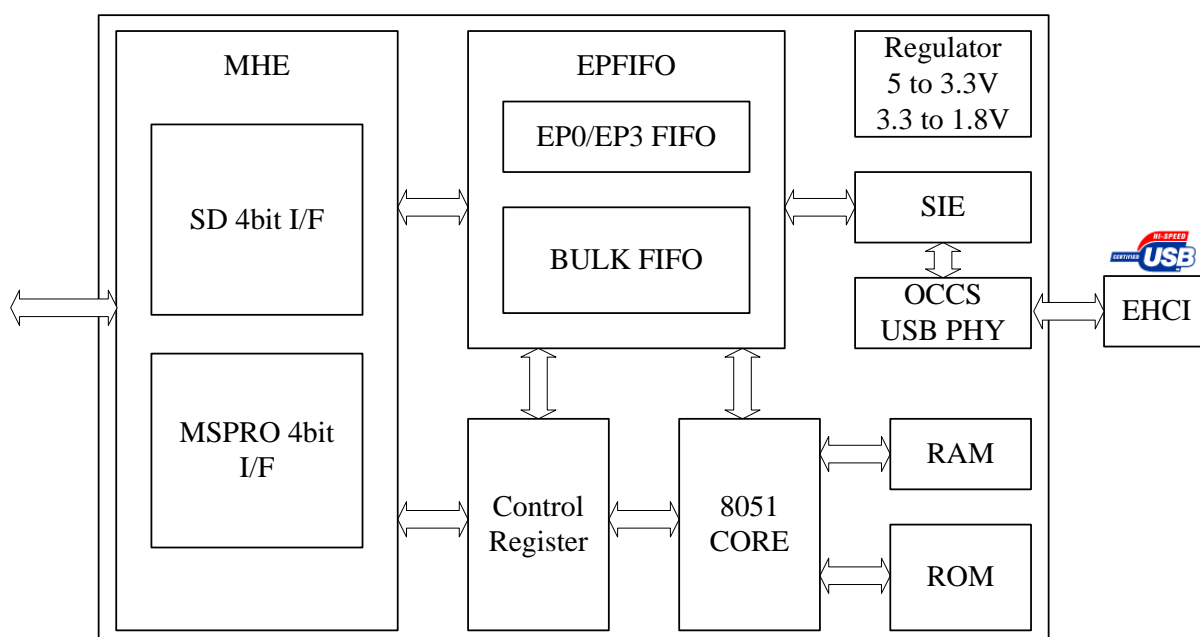 MHE
SD 4bit I/F
MSPRO 4bit
I/F
EPFIFO
EP0/EP3 FIFO
BULK FIFO
Regulator
5 to 3.3V
3.3 to 1.8V
SIE
OCCS
USB PHY
HI-SPEED
CERTIFIED
USB
EHCI
Control
Register
8051
CORE
RAM
ROM